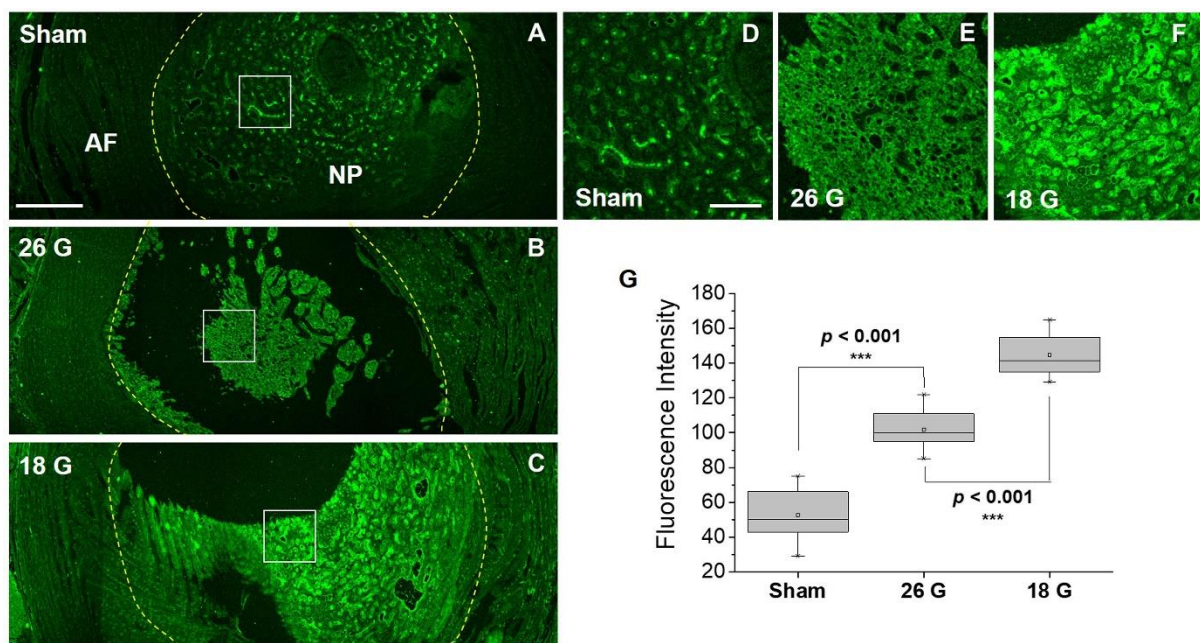 Sham
A
AF
NP
26 G
B
18 G
C
D
Sham
E
26 G
F
18 G
G
Fluorescence Intensity
180
160
140
120
100
80
60
40
20
p < 0.001
***
p < 0.001
***
Sham
26 G
18 G